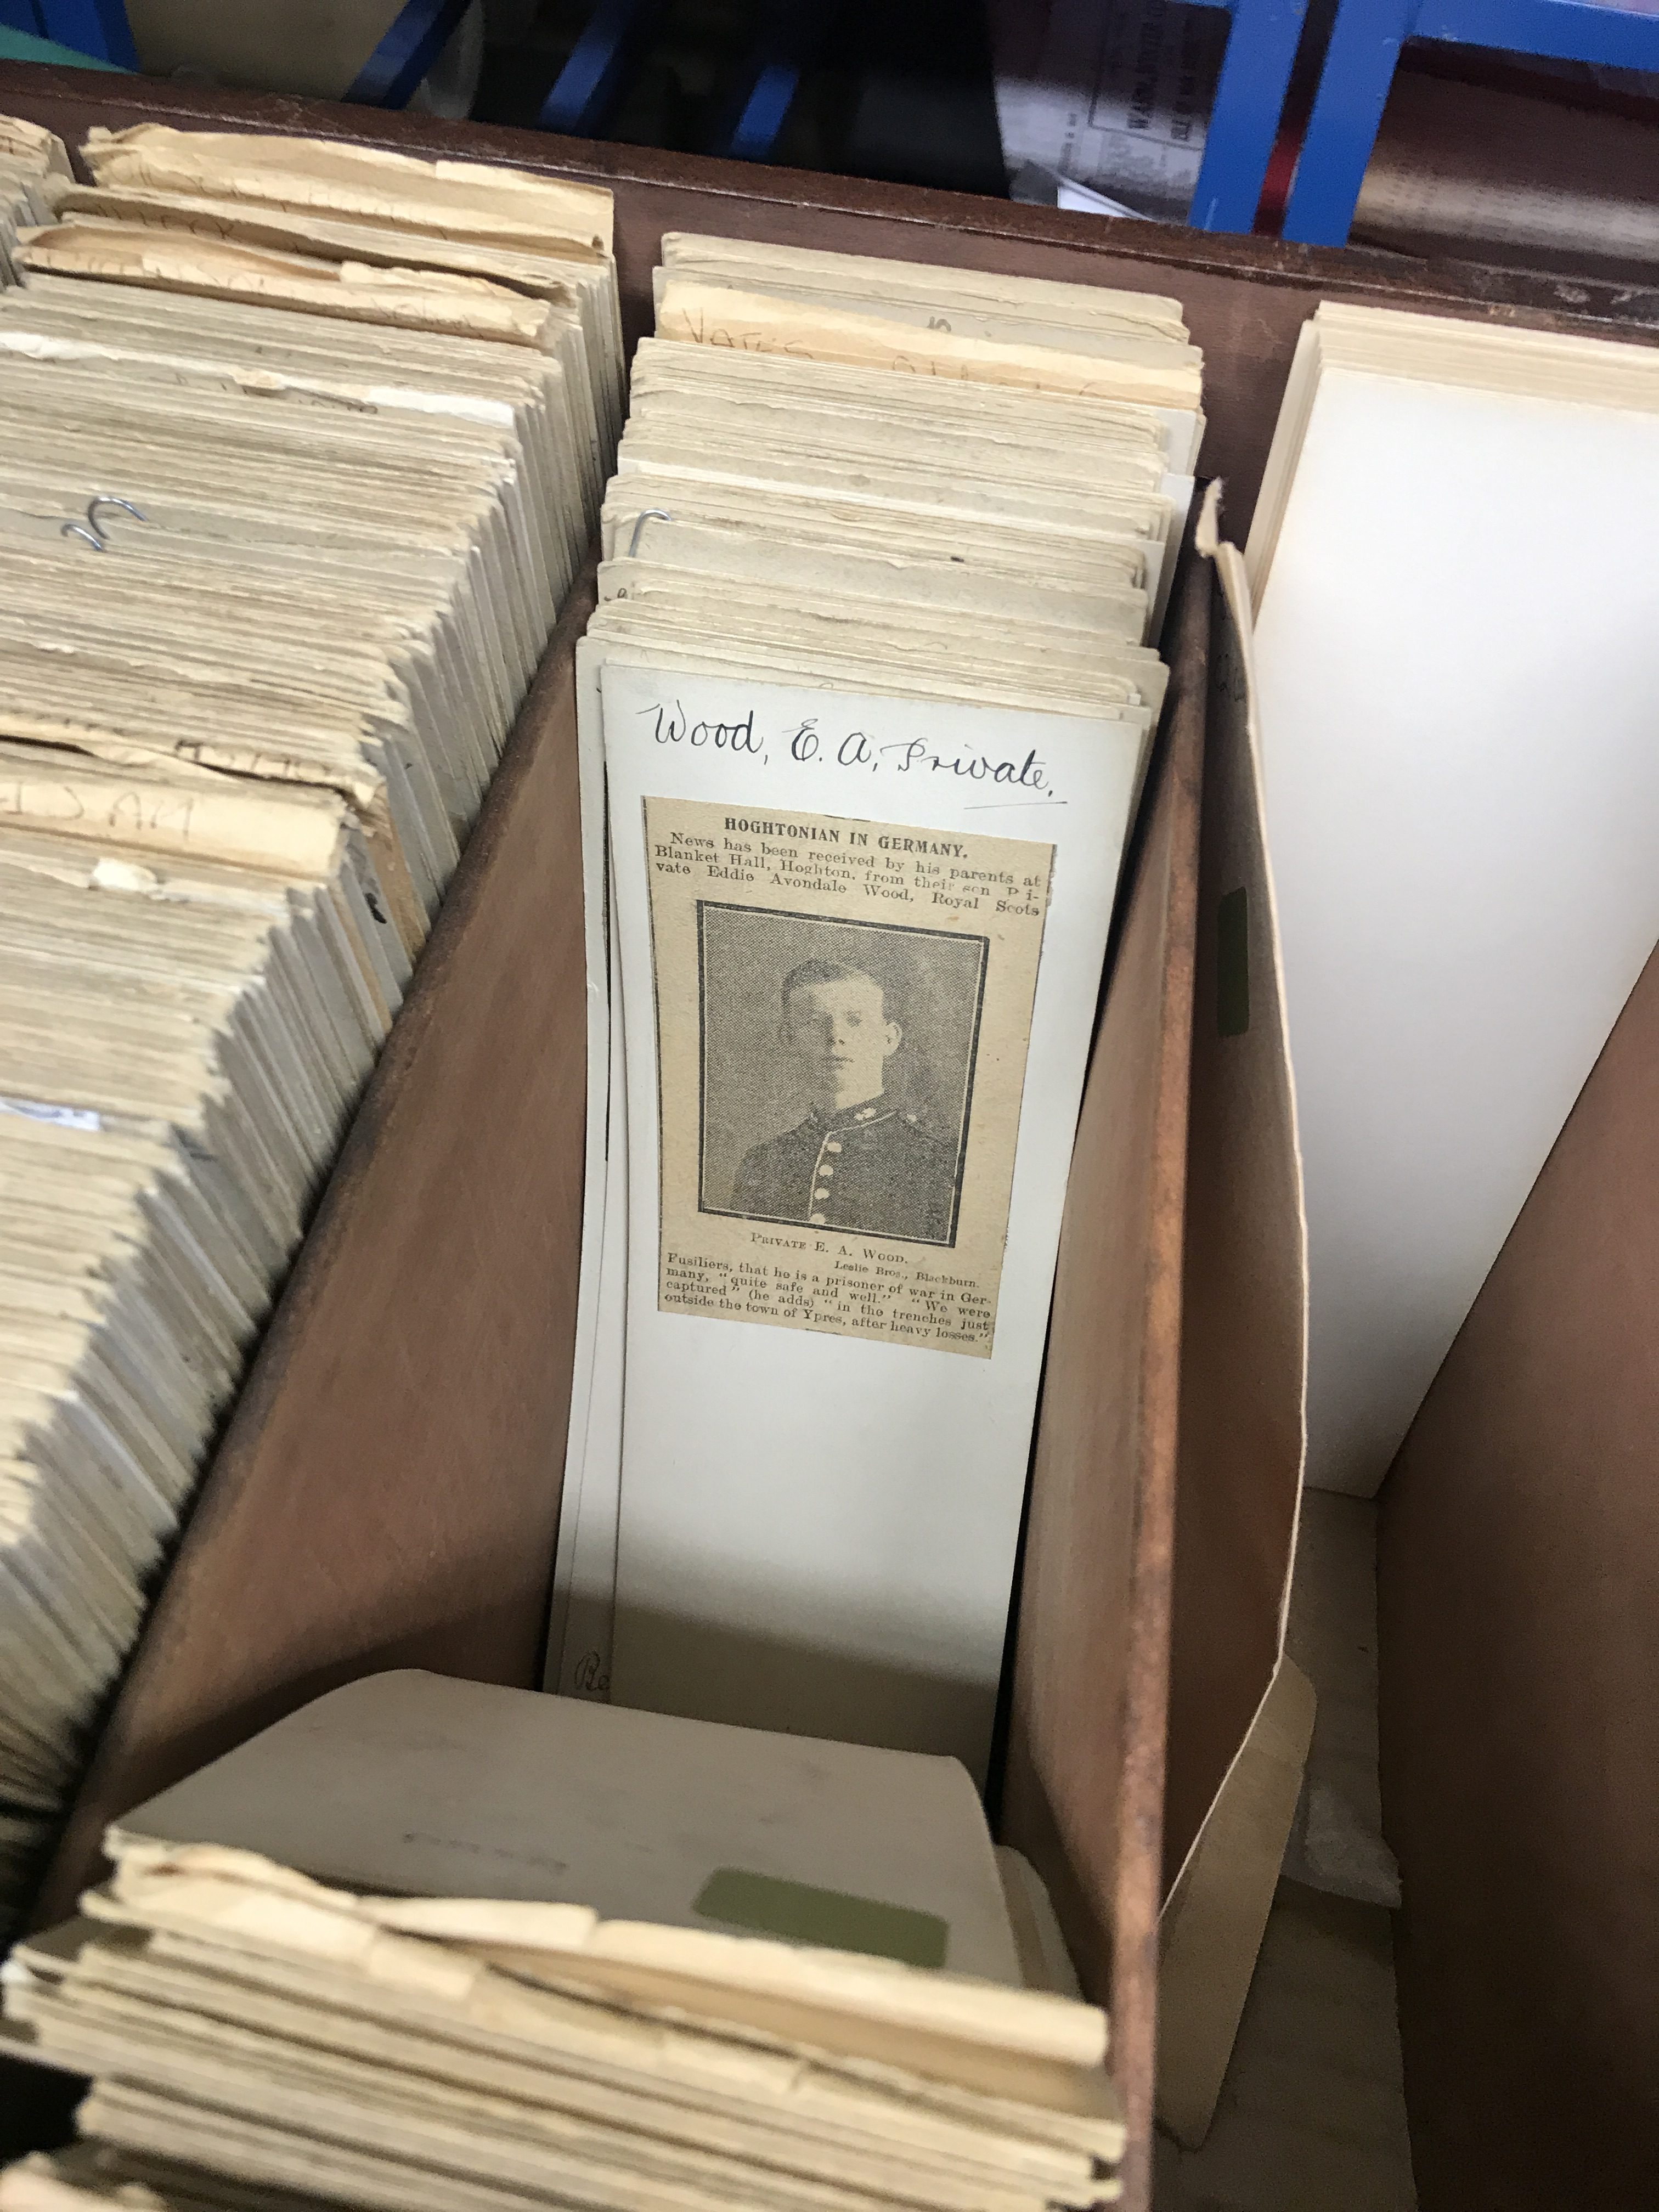 Wood, E. A, Private.
HOGHTONIAN IN GERMANY.
News has been received by his parents at
Blanket Hall, Hoghton, from their son P i-
vate Eddie Avondale Wood, Royal Scots
PRIVATE E. A. WOOD.
Leslie Bros., Blackburn.
Fusiliers, that he is a prisoner of war in Ger-
many, "quite safe and well." "We were
captured" (he adds) "in the trenches just
outside the town of Ypres, after heavy losses."
YATES
Be